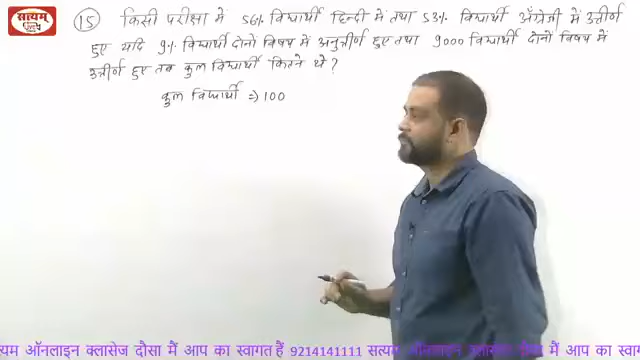 सत्यम
⑮ किसी परीक्षा में 56% विद्यार्थी हिन्दी में तथा 53% विद्यार्थी अँग्रेजी में उत्तीर्ण
हुए यदि 9% विद्यार्थी दोनों विषय में अनुत्तीर्ण हुए तथा 9000 विद्यार्थी दोनों विषय में
उत्तीर्ण हुए तब कुल विद्यार्थी कितने थे ?
कुल विद्यार्थी ⇒ 100
त्यम ऑनलाइन क्लासेज दौसा मैं आप का स्वागत हैं 9214141111 सत्यम ऑनलाइन क्लासेज दौसा मैं आप का स्वाग